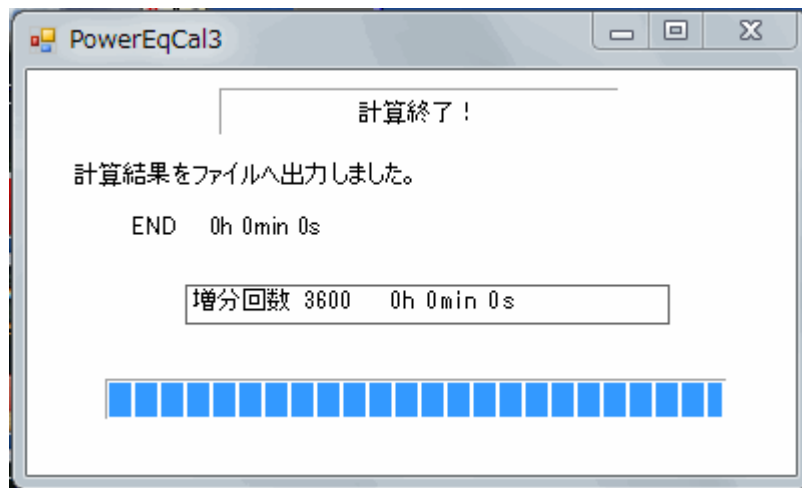 PowerEqCal3
計算終了！
計算結果をファイルへ出力しました。
END 0h 0min 0s
増分回数 3600 0h 0min 0s